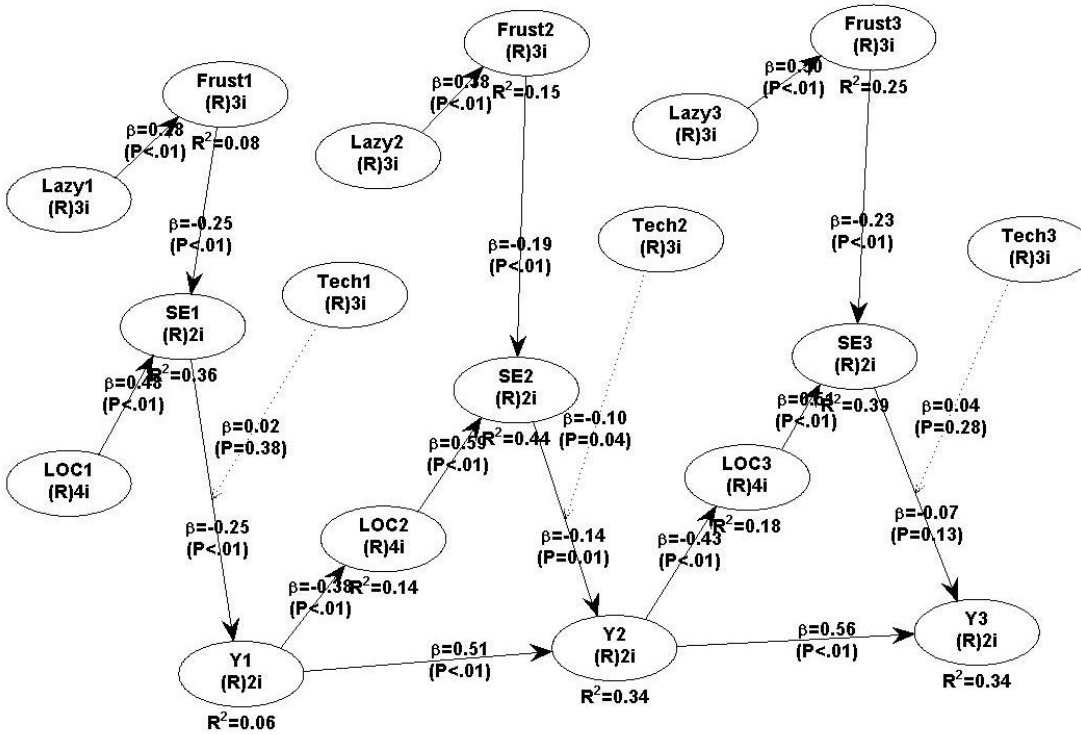 Frust1
(R)3i
R²=0.08
β=0.28
(P<.01)
Lazy1
(R)3i
β=-0.25
(P<.01)
SE1
(R)2i
R²=0.36
β=0.48
(P<.01)
LOC1
(R)4i
Tech1
(R)3i
β=0.02
(P=0.38)
β=-0.25
(P<.01)
Y1
(R)2i
R²=0.06
Frust2
(R)3i
R²=0.15
(P<.01)
Lazy2
(R)3i
β=-0.19
(P<.01)
SE2
(R)2i
R²=0.44
β=0.59
(P<.01)
LOC2
(R)4i
R²=0.14
β=-0.38
(P<.01)
Tech2
(R)3i
β=-0.10
(P=0.04)
β=-0.14
(P=0.01)
β=0.51
(P<.01)
Y2
(R)2i
R²=0.34
Frust3
(R)3i
R²=0.25
(P<.01)
Lazy3
(R)3i
β=-0.23
(P<.01)
SE3
(R)2i
R²=0.39
(P<.01)
LOC3
(R)4i
R²=0.18
β=-0.43
(P<.01)
Tech3
(R)3i
β=0.04
(P=0.28)
β=-0.07
(P=0.13)
β=0.56
(P<.01)
Y3
(R)2i
R²=0.34